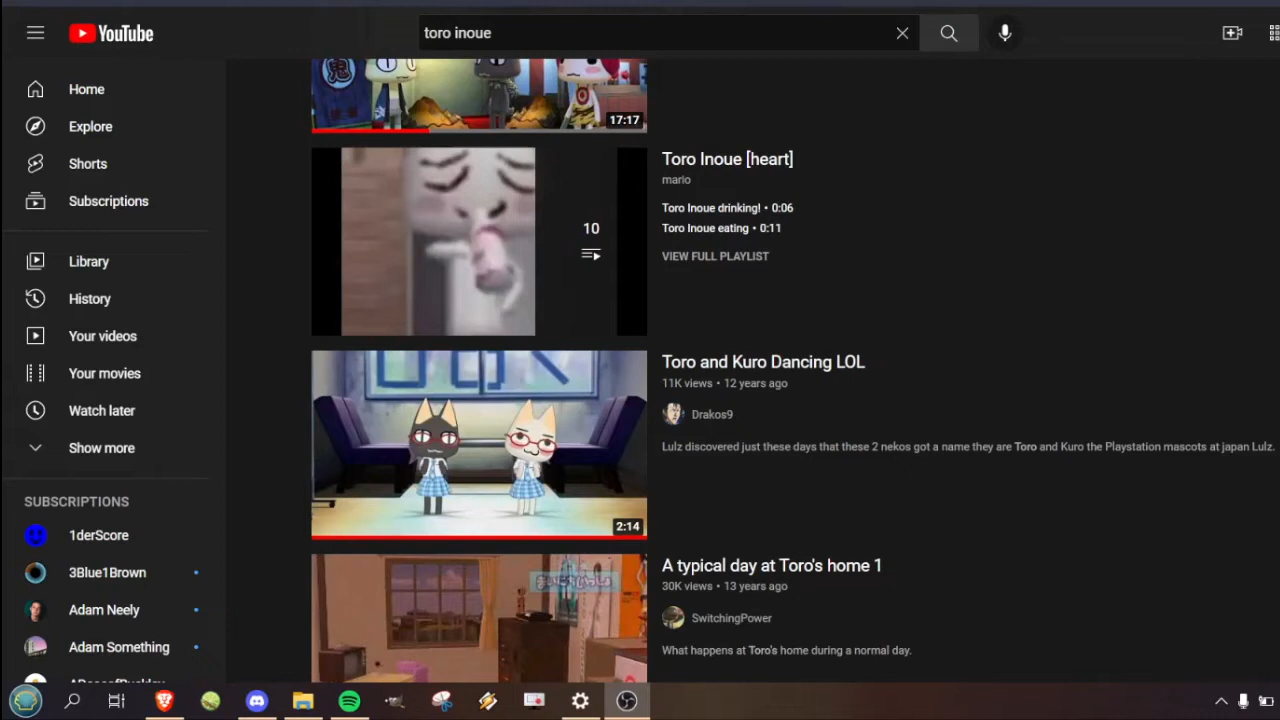 YouTube
toro inoue
Home
Explore
Shorts
Subscriptions
Library
History
Your videos
Your movies
Watch later
Show more
SUBSCRIPTIONS
1derScore
3Blue1Brown
Adam Neely
Adam Something
鬼
17:17
10
Toro Inoue [heart]
mario
Toro Inoue drinking! • 0:06
Toro Inoue eating • 0:11
VIEW FULL PLAYLIST
2:14
Toro and Kuro Dancing LOL
11K views • 12 years ago
Drakos9
Lulz discovered just these days that these 2 nekos got a name they are Toro and Kuro the Playstation mascots at japan Lulz.
A typical day at Toro's home 1
30K views • 13 years ago
SwitchingPower
What happens at Toro's home during a normal day.